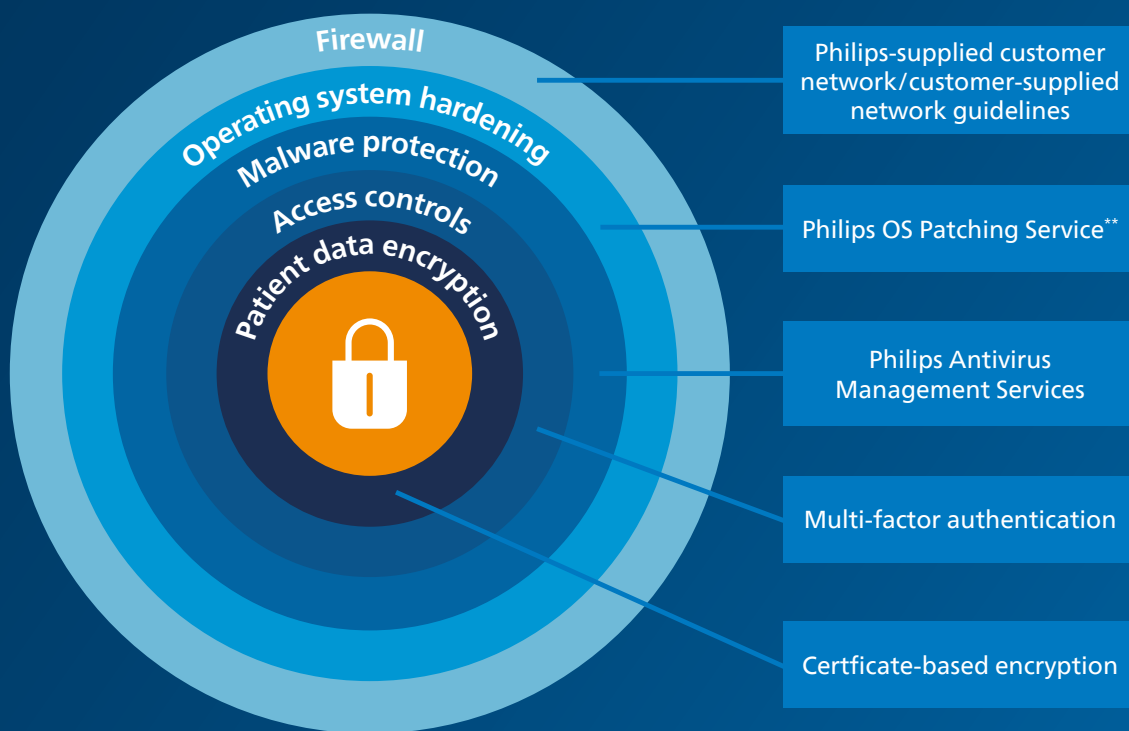 Firewall
Operating system hardening
Malware protection
Access controls
Patient data encryption
Philips-supplied customer
network/customer-supplied
network guidelines
Philips OS Patching Service**
Philips Antivirus
Management Services
Multi-factor authentication
Certficate-based encryption